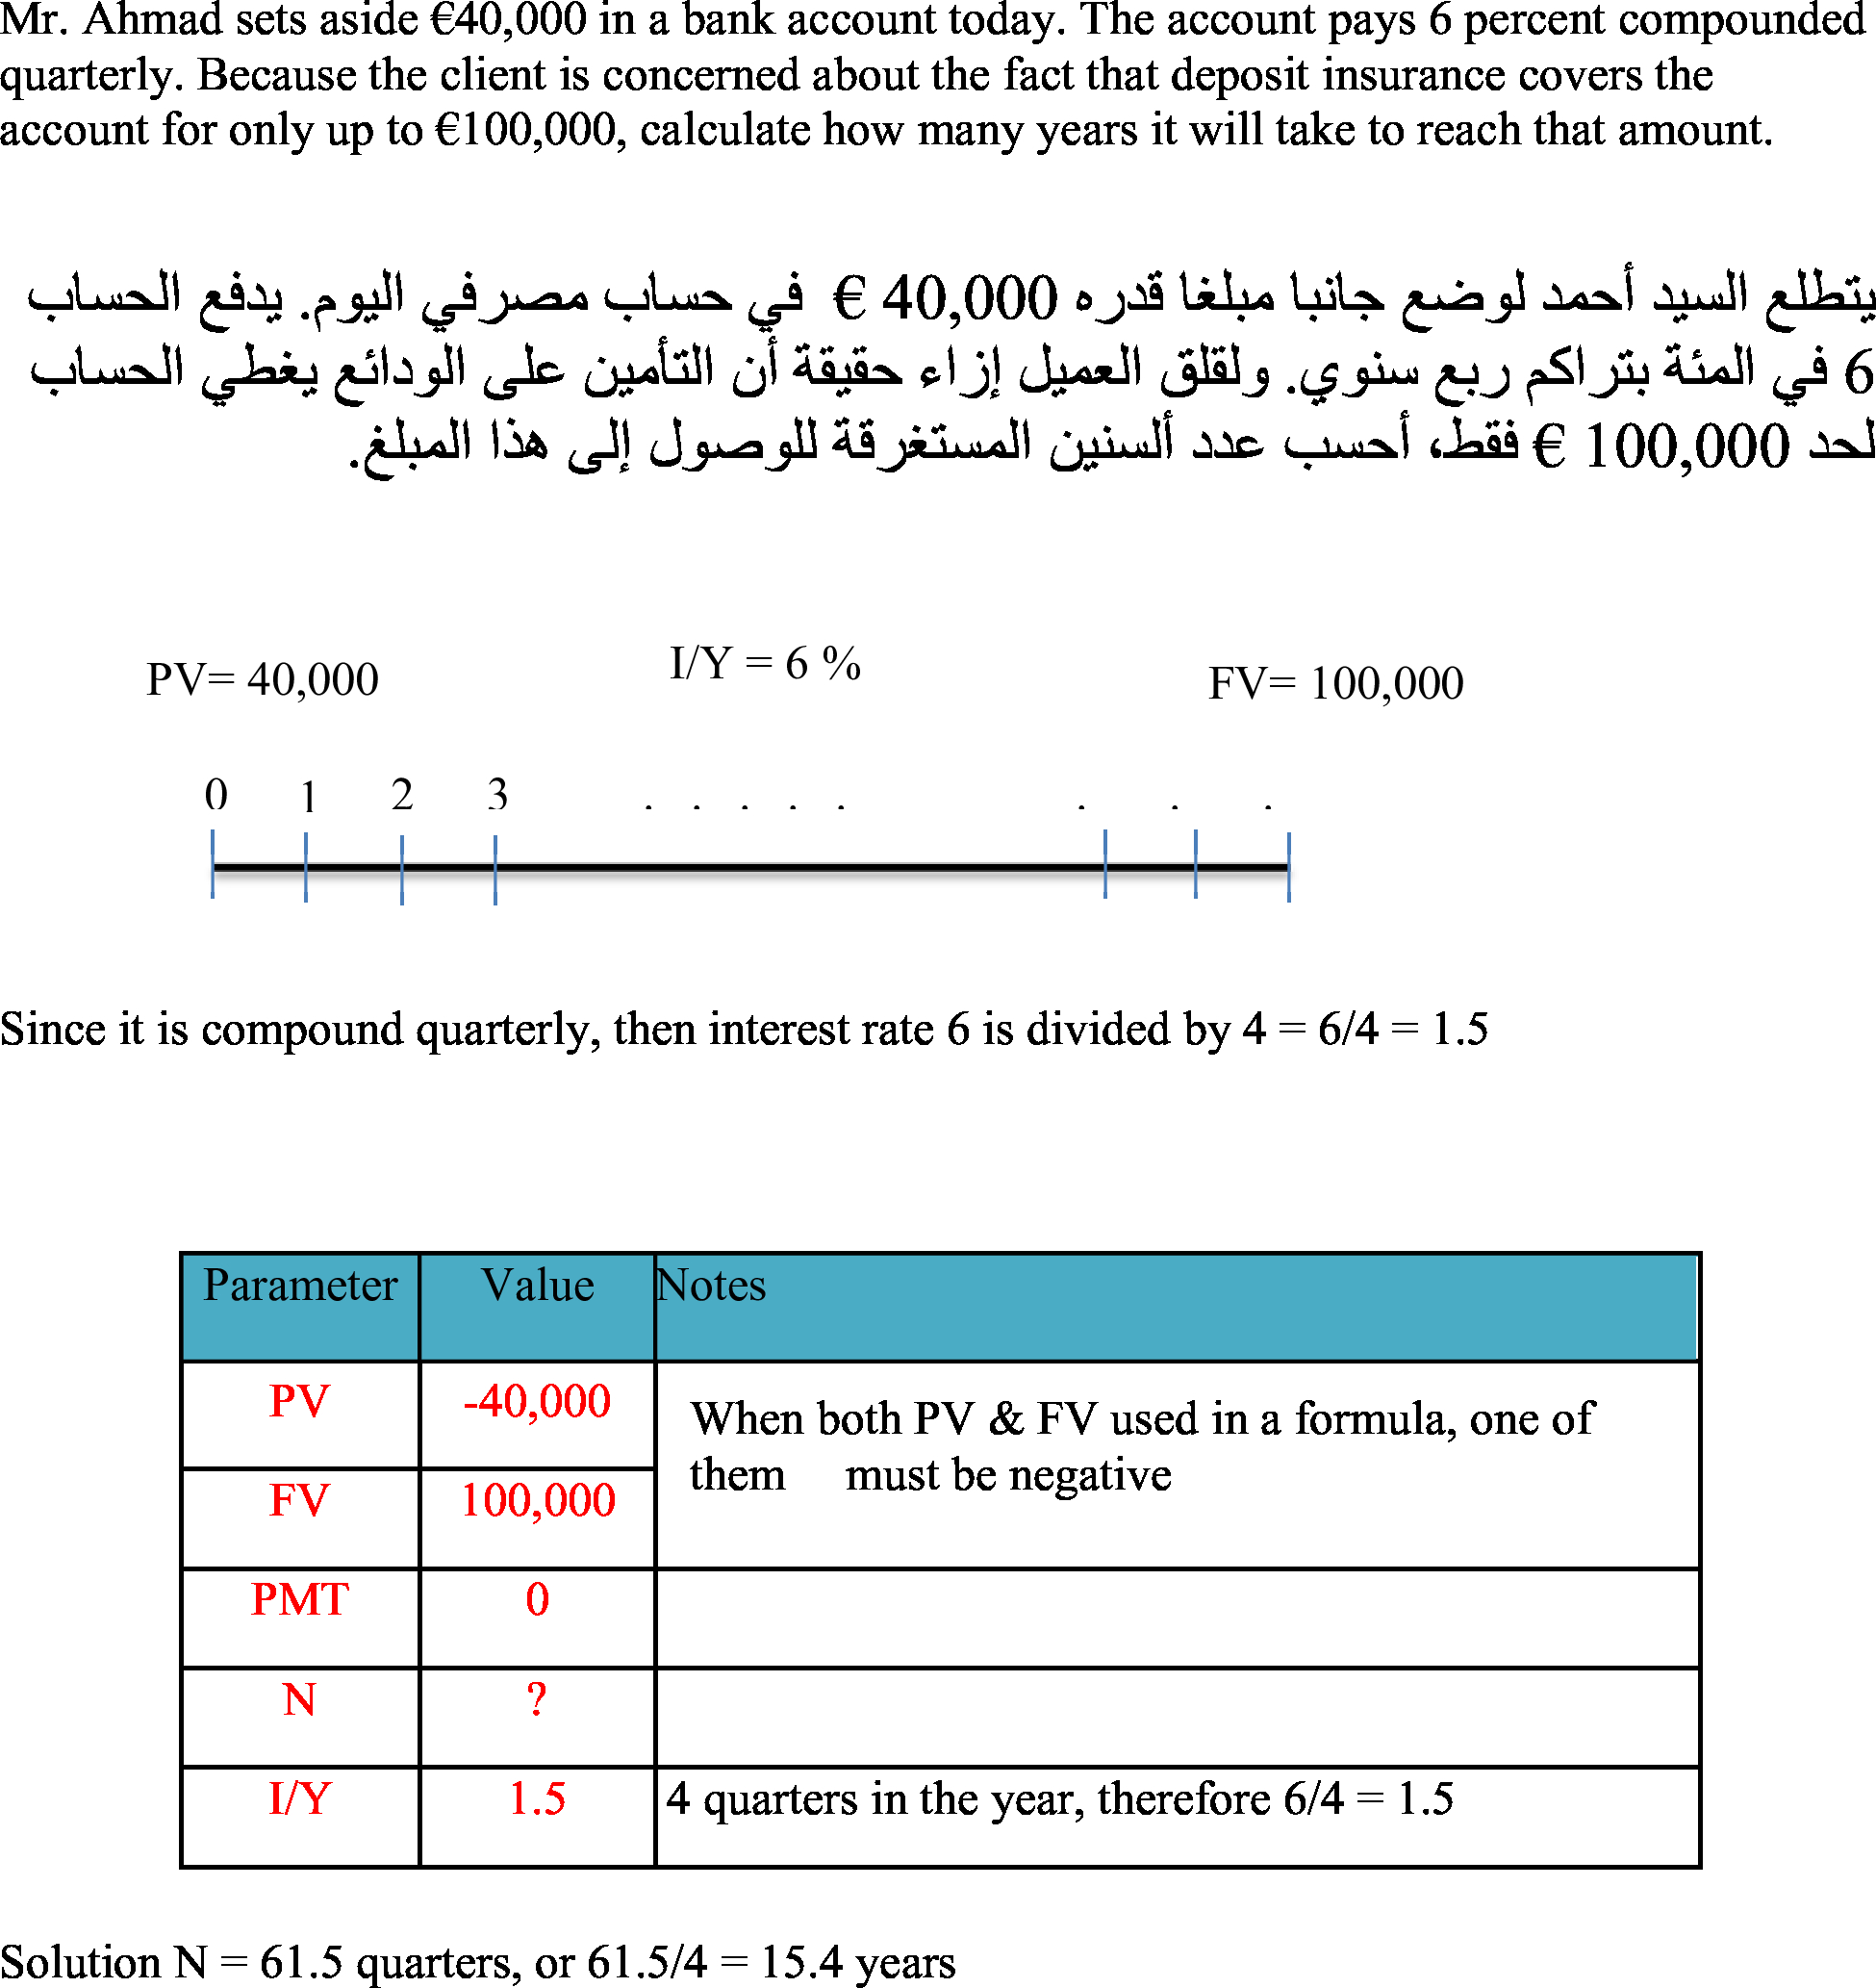 Mr. Ahmad sets aside €40,000 in a bank account today. The account pays 6 percent compounded
quarterly. Because the client is concerned about the fact that deposit insurance covers the
account for only up to €100,000, calculate how many years it will take to reach that amount.
يتطلع السيد أحمد لوضع جانبا مبلغا قدره 40,000 € في حساب مصرفي اليوم. يدفع الحساب
6 في المئة بتراكم ربع سنوي. ولقلق العميل إزاء حقيقة أن التأمين على الودائع يغطي الحساب
لحد 100,000 € فقط، أحسب عدد ألسنين المستغرقة للوصول إلى هذا المبلغ.
PV= 40,000 I/Y = 6 % FV= 100,000
0 1 2 3 . . . . . . . .
Since it is compound quarterly, then interest rate 6 is divided by 4 = 6/4 = 1.5
Parameter Value Notes
PV -40,000 When both PV & FV used in a formula, one of
them must be negative
FV 100,000
PMT 0
N ?
I/Y 1.5 4 quarters in the year, therefore 6/4 = 1.5
Solution N = 61.5 quarters, or 61.5/4 = 15.4 years